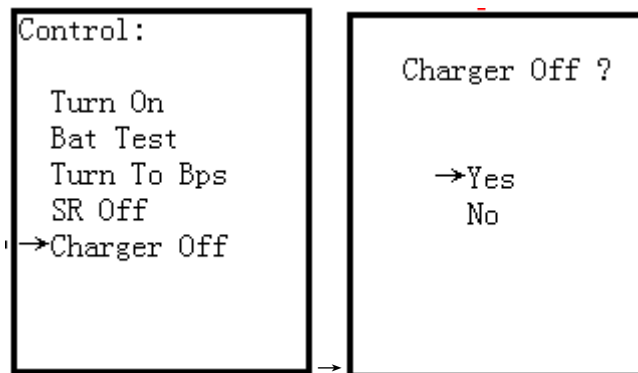 Control:
Turn On
Bat Test
Turn To Bps
SR Off
→Charger Off
→
Charger Off ?
→Yes
No